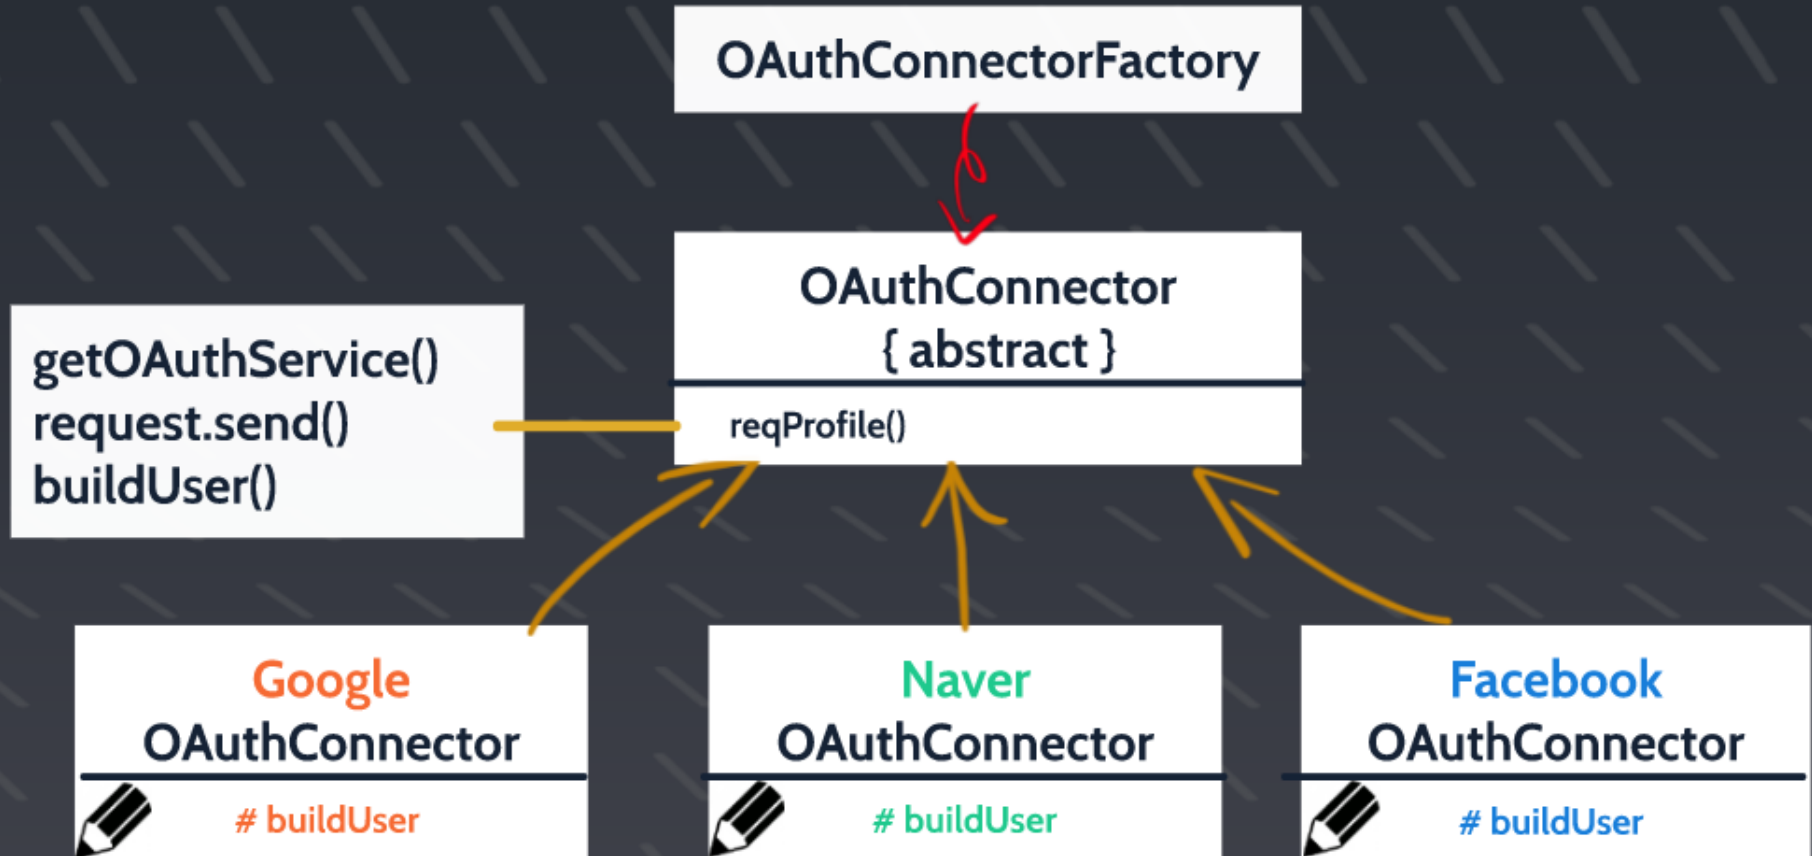 OAuthConnectorFactory
OAuthConnector
{ abstract }
reqProfile()
getOAuthService()
request.send()
buildUser()
Google
OAuthConnector
# buildUser
Naver
OAuthConnector
# buildUser
Facebook
OAuthConnector
# buildUser